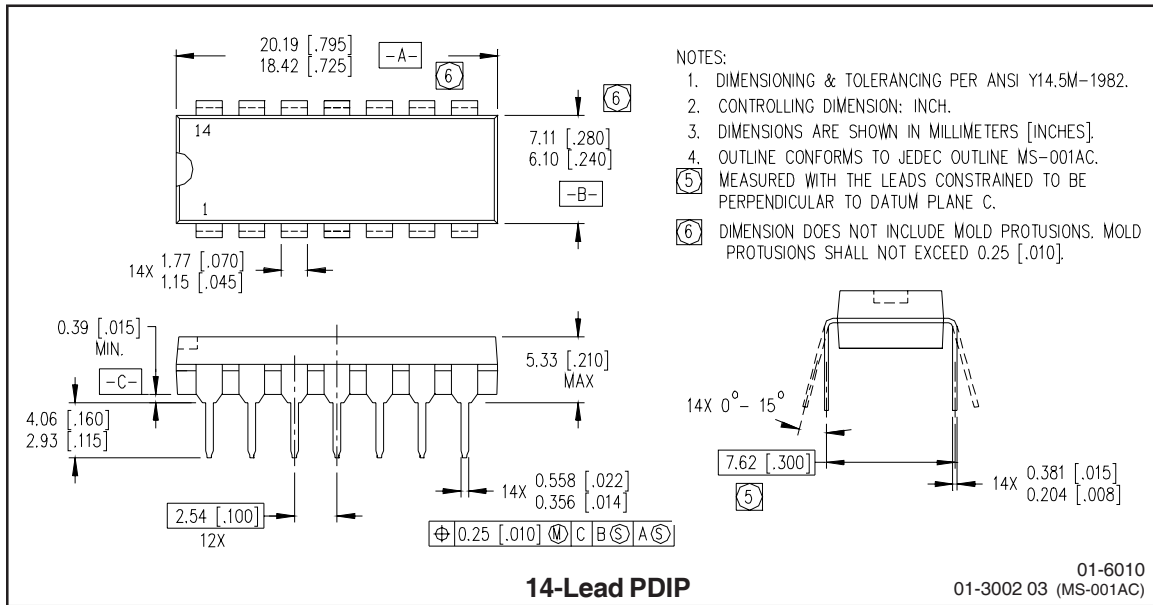 20.19 [.795]
18.42 [.725]
-A-
6
6
14
1
7.11 [.280]
6.10 [.240]
-B-
14X 1.77 [.070]
1.15 [.045]
NOTES:
1. DIMENSIONING & TOLERANCING PER ANSI Y14.5M-1982.
2. CONTROLLING DIMENSION: INCH.
3. DIMENSIONS ARE SHOWN IN MILLIMETERS [INCHES].
4. OUTLINE CONFORMS TO JEDEC OUTLINE MS-001AC.
5 MEASURED WITH THE LEADS CONSTRAINED TO BE
PERPENDICULAR TO DATUM PLANE C.
6 DIMENSION DOES NOT INCLUDE MOLD PROTUSIONS. MOLD
PROTUSIONS SHALL NOT EXCEED 0.25 [.010].
0.39 [.015]
MIN.
-C-
4.06 [.160]
2.93 [.115]
5.33 [.210]
MAX
2.54 [.100]
12X
14X 0.558 [.022]
0.356 [.014]
⌖ 0.25 [.010] Ⓜ C B Ⓢ A Ⓢ
14X 0°- 15°
7.62 [.300]
5
14X 0.381 [.015]
0.204 [.008]
14-Lead PDIP
01-6010
01-3002 03 (MS-001AC)